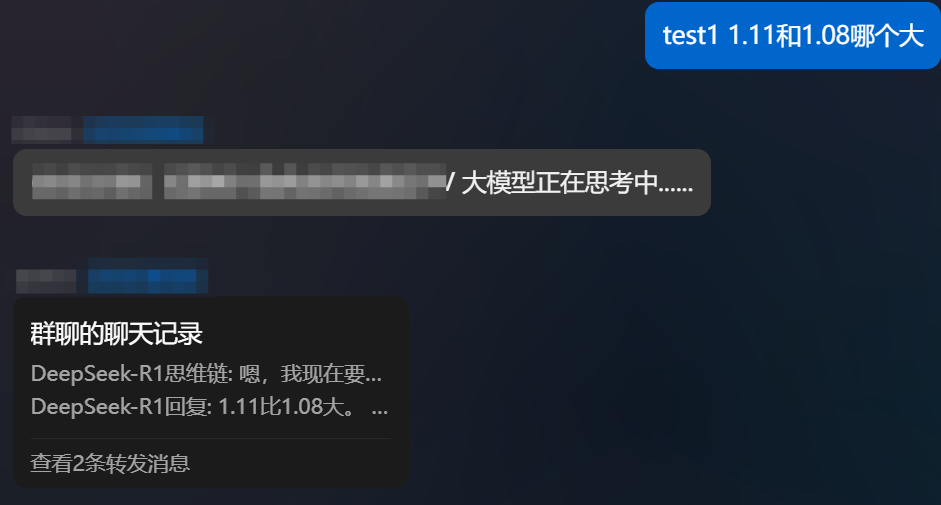 test1 1.11和1.08哪个大
/ 大模型正在思考中......
群聊的聊天记录
DeepSeek-R1思维链: 嗯，我现在要...
DeepSeek-R1回复: 1.11比1.08大。 ...
查看2条转发消息